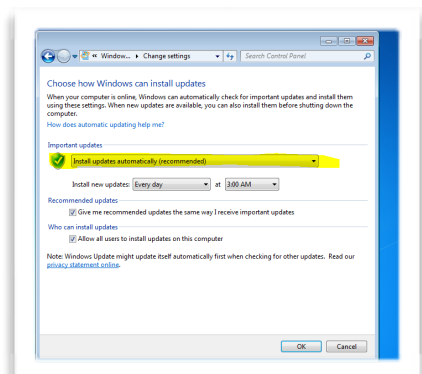 « Window... ▸ Change settings
Search Control Panel
Choose how Windows can install updates
When your computer is online, Windows can automatically check for important updates and install them
using these settings. When new updates are available, you can also install them before shutting down the
computer.
How does automatic updating help me?
Important updates
Install updates automatically (recommended)
Install new updates: Every day at 3:00 AM
Recommended updates
Give me recommended updates the same way I receive important updates
Who can install updates
Allow all users to install updates on this computer
Note: Windows Update might update itself automatically first when checking for other updates. Read our
privacy statement online.
OK Cancel